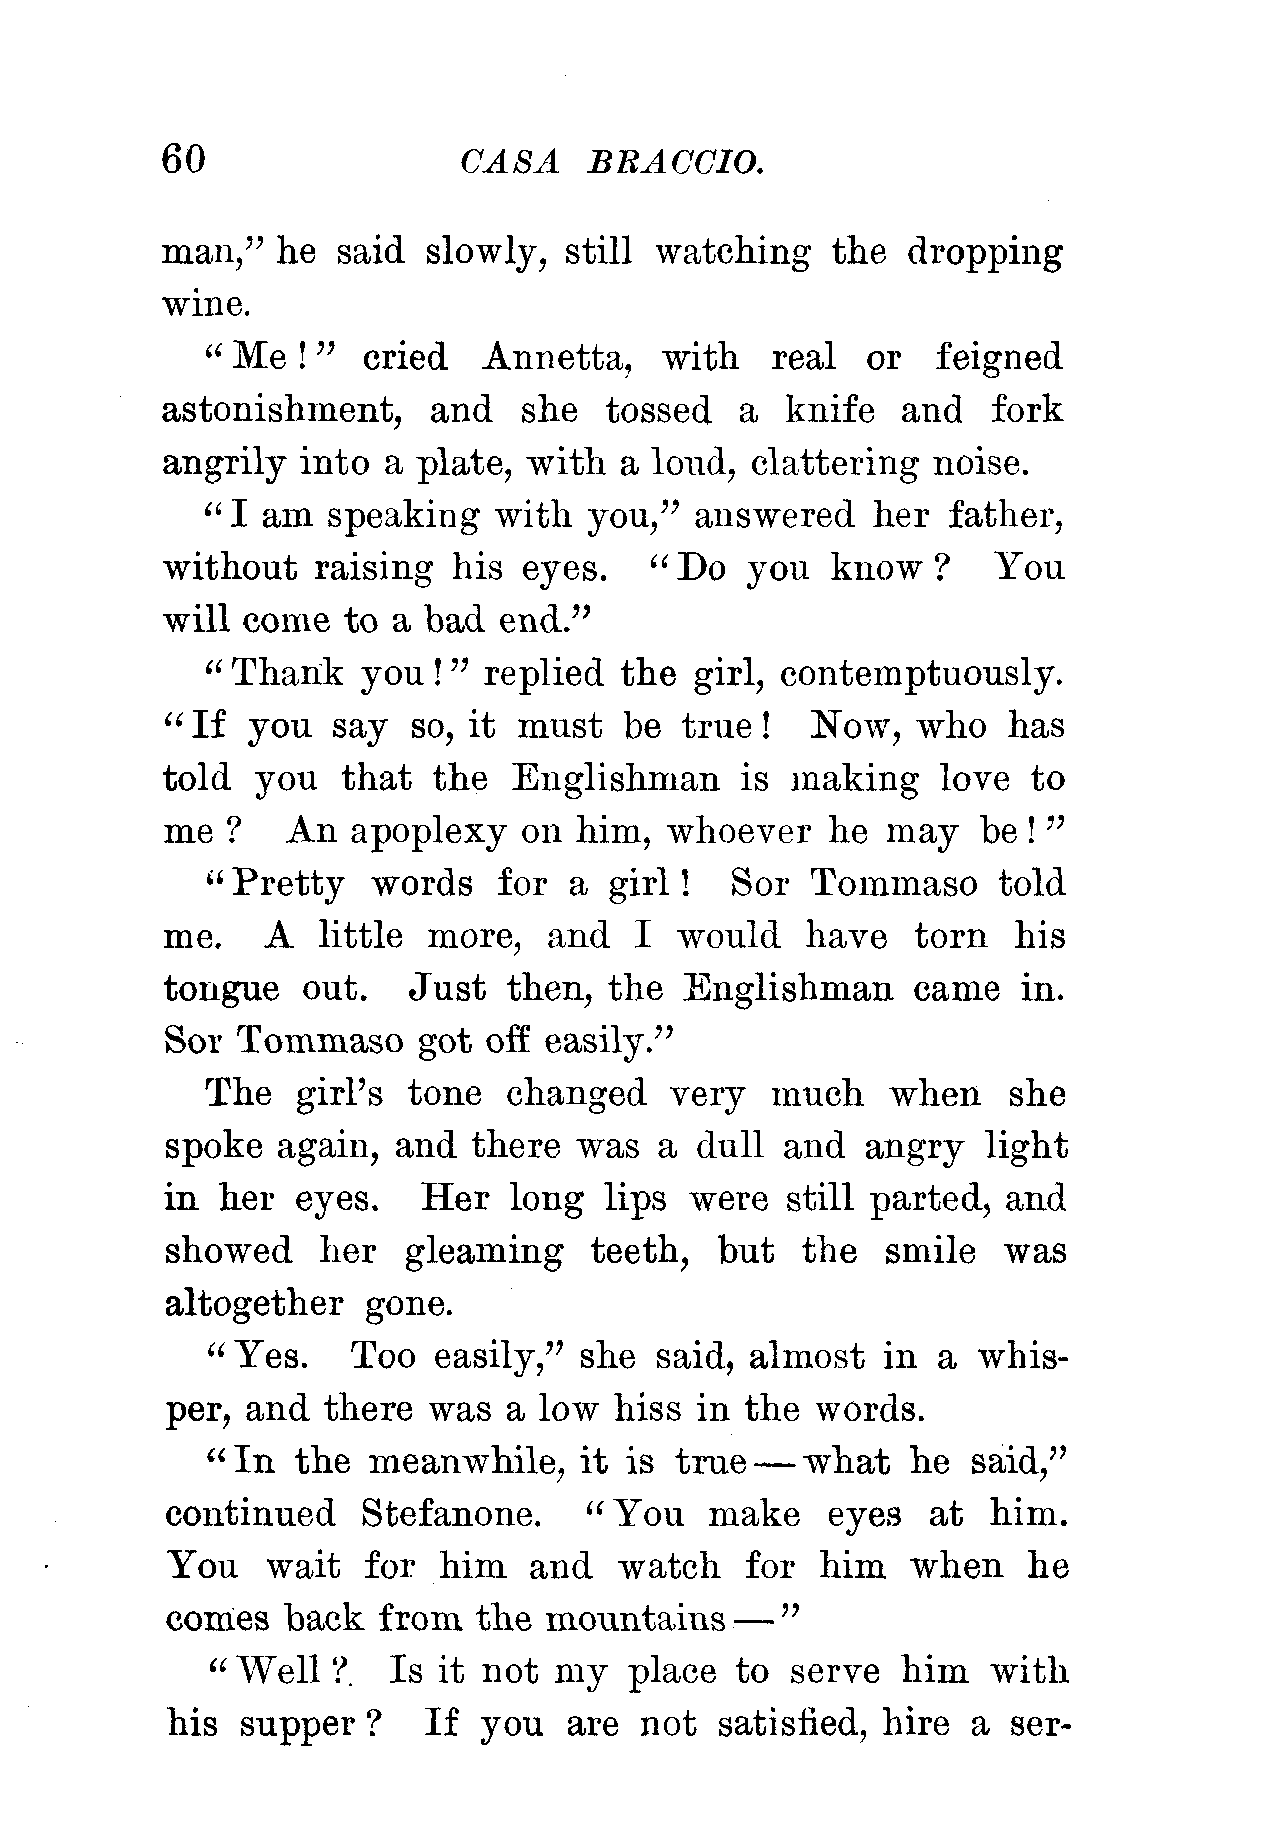 60 CASA BRACCIO.
man," he said slowly, still watching the dropping
wine.
"Me!" cried Annetta, with real or feigned
astonishment, and she tossed a knife and fork
angrily into a plate, with a loud, clattering noise.
"I am speaking with you," answered her father,
without raising his eyes. "Do you know? You
will come to a bad end."
"Thank you!" replied the girl, contemptuously.
"If you say so, it must be true! Now, who has
told you that the Englishman is making love to
me? An apoplexy on him, whoever he may be!"
"Pretty words for a girl! Sor Tommaso told
me. A little more, and I would have torn his
tongue out. Just then, the Englishman came in.
Sor Tommaso got off easily."
The girl's tone changed very much when she
spoke again, and there was a dull and angry light
in her eyes. Her long lips were still parted, and
showed her gleaming teeth, but the smile was
altogether gone.
"Yes. Too easily," she said, almost in a whis-
per, and there was a low hiss in the words.
"In the meanwhile, it is true—what he said,"
continued Stefanone. "You make eyes at him.
You wait for him and watch for him when he
comes back from the mountains—"
"Well? Is it not my place to serve him with
his supper? If you are not satisfied, hire a ser-